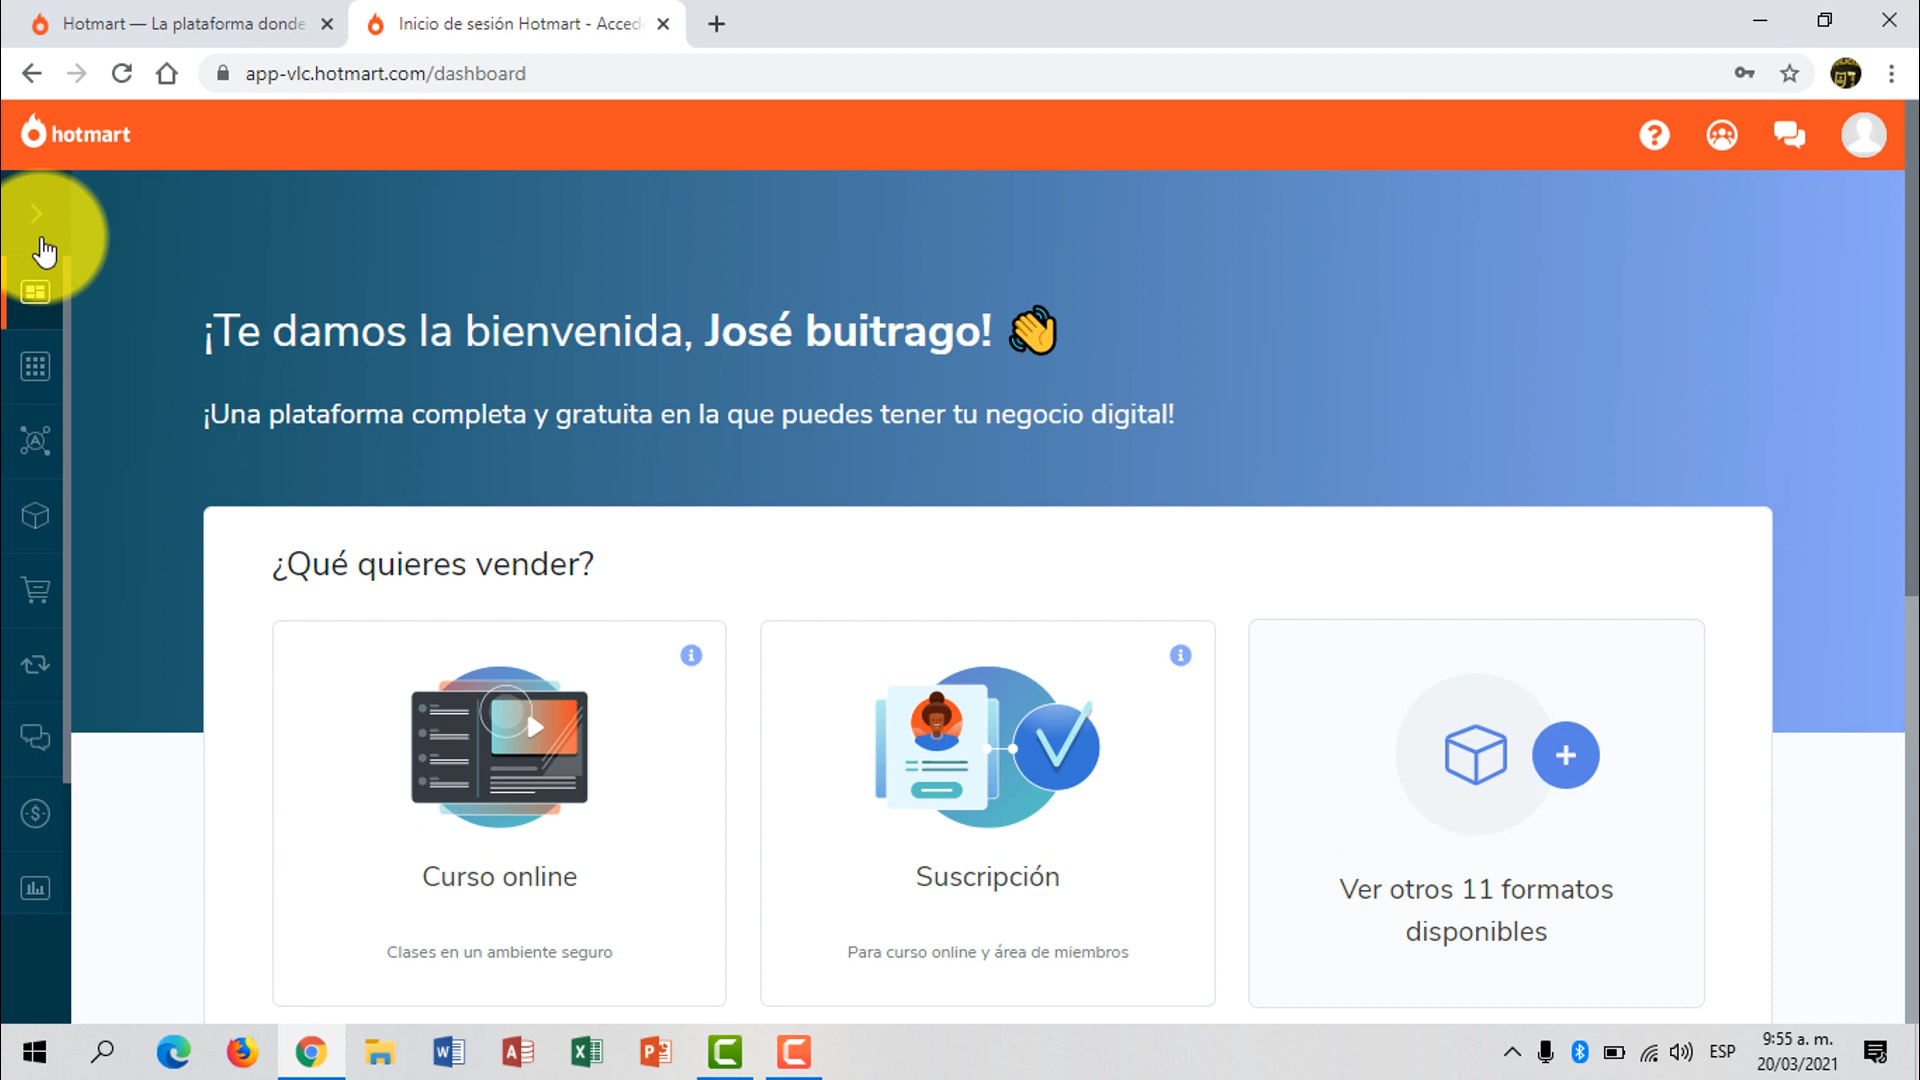 Hotmart — La plataforma donde
Inicio de sesión Hotmart - Acced
app-vlc.hotmart.com/dashboard
hotmart
¡Te damos la bienvenida, José buitrago! 👋
¡Una plataforma completa y gratuita en la que puedes tener tu negocio digital!
¿Qué quieres vender?
Curso online
Clases en un ambiente seguro
Suscripción
Para curso online y área de miembros
Ver otros 11 formatos
disponibles
ESP
9:55 a. m.
20/03/2021